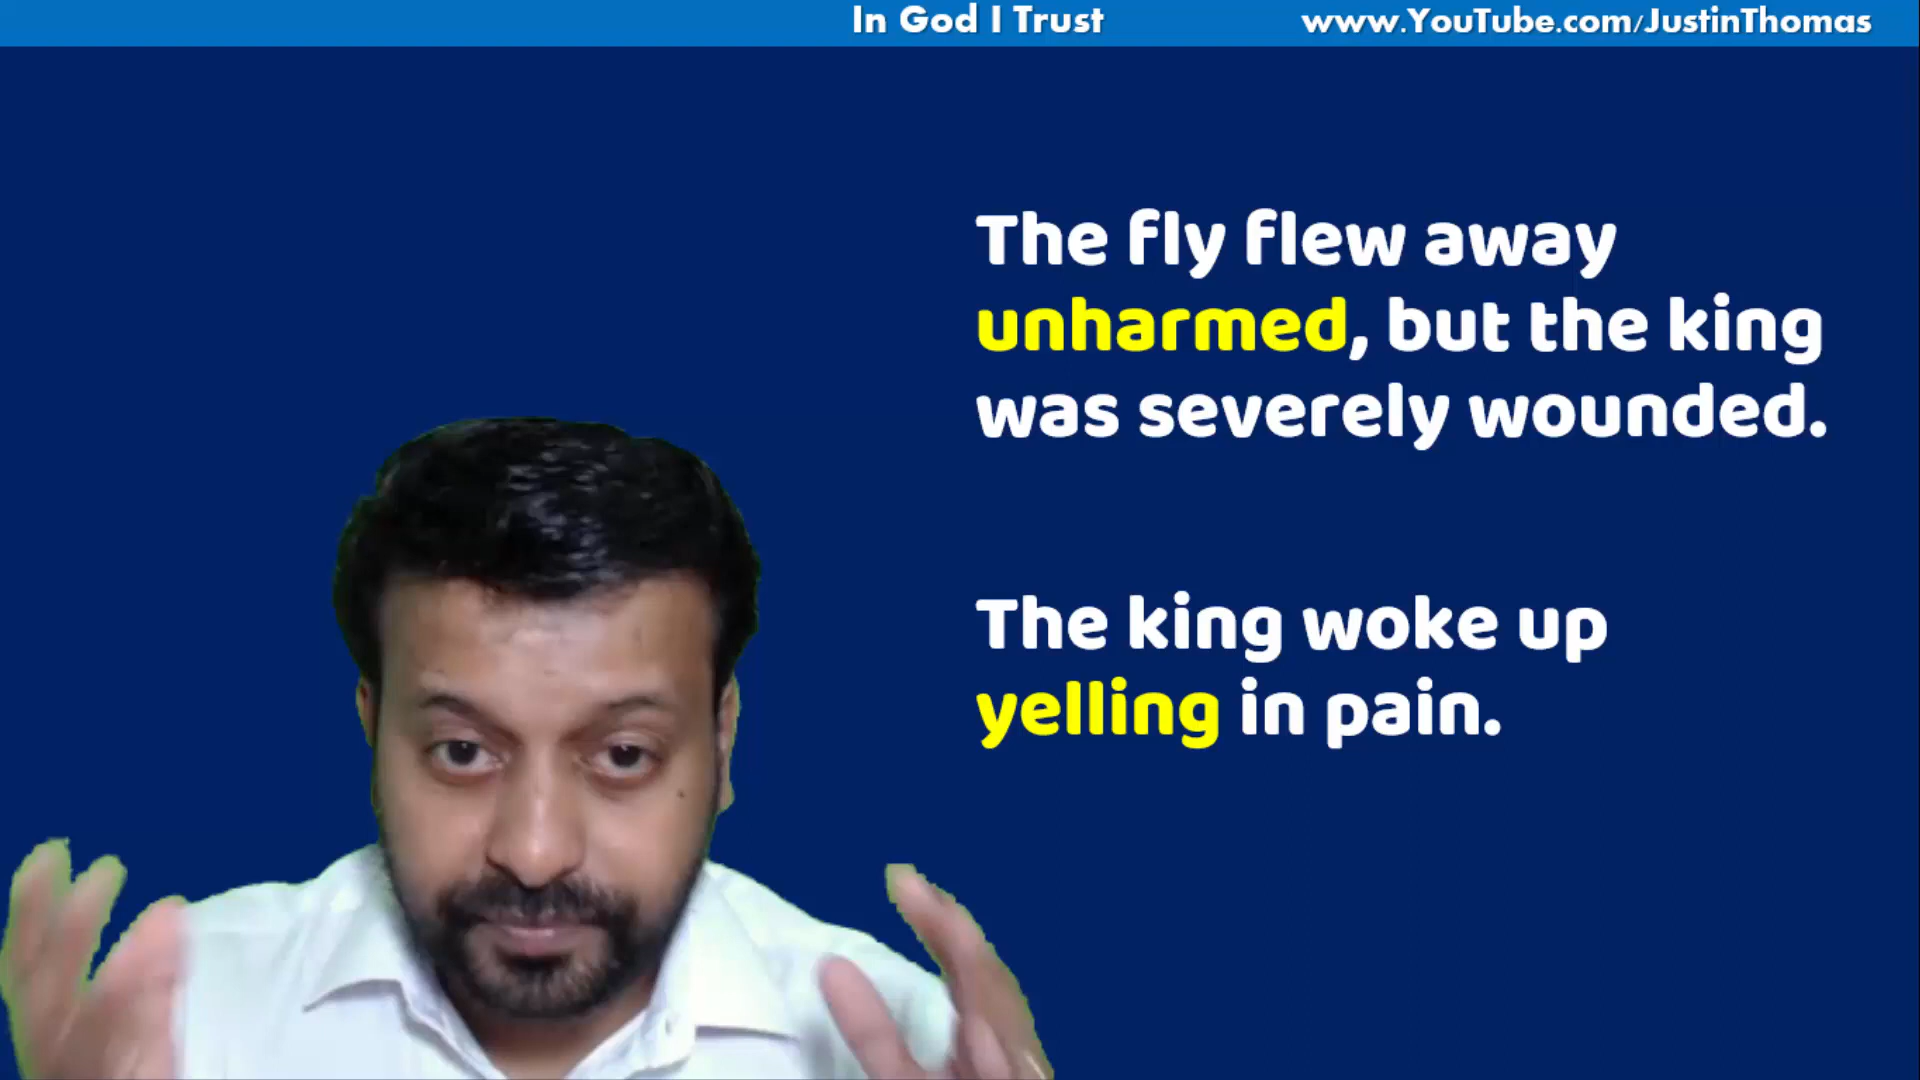 In God I Trust
www.YouTube.com/JustinThomas
The fly flew away
unharmed, but the king
was severely wounded.
The king woke up
yelling in pain.